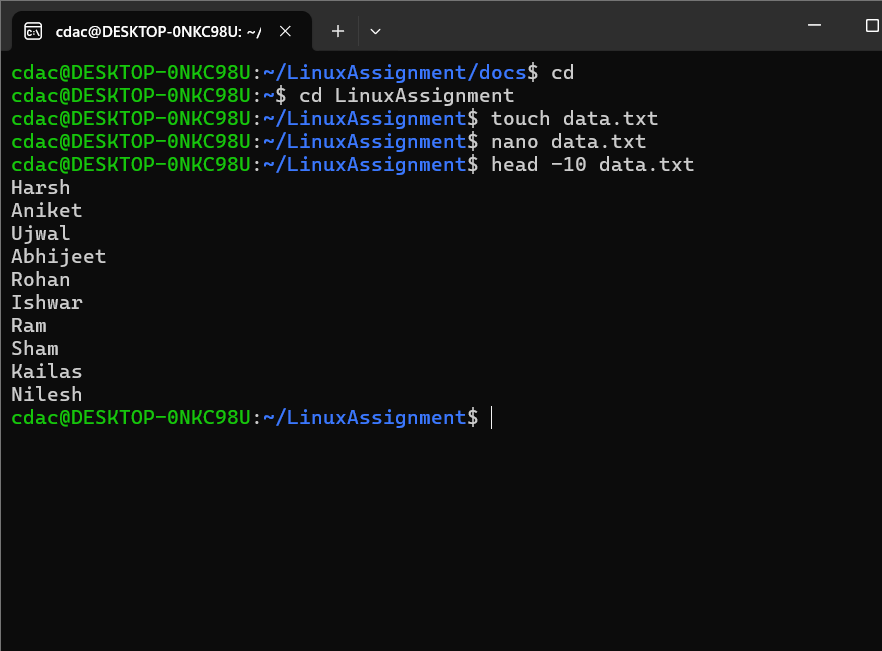 cdac@DESKTOP-0NKC98U: ~/
cdac@DESKTOP-0NKC98U:~/LinuxAssignment/docs$ cd
cdac@DESKTOP-0NKC98U:~$ cd LinuxAssignment
cdac@DESKTOP-0NKC98U:~/LinuxAssignment$ touch data.txt
cdac@DESKTOP-0NKC98U:~/LinuxAssignment$ nano data.txt
cdac@DESKTOP-0NKC98U:~/LinuxAssignment$ head -10 data.txt
Harsh
Aniket
Ujwal
Abhijeet
Rohan
Ishwar
Ram
Sham
Kailas
Nilesh
cdac@DESKTOP-0NKC98U:~/LinuxAssignment$